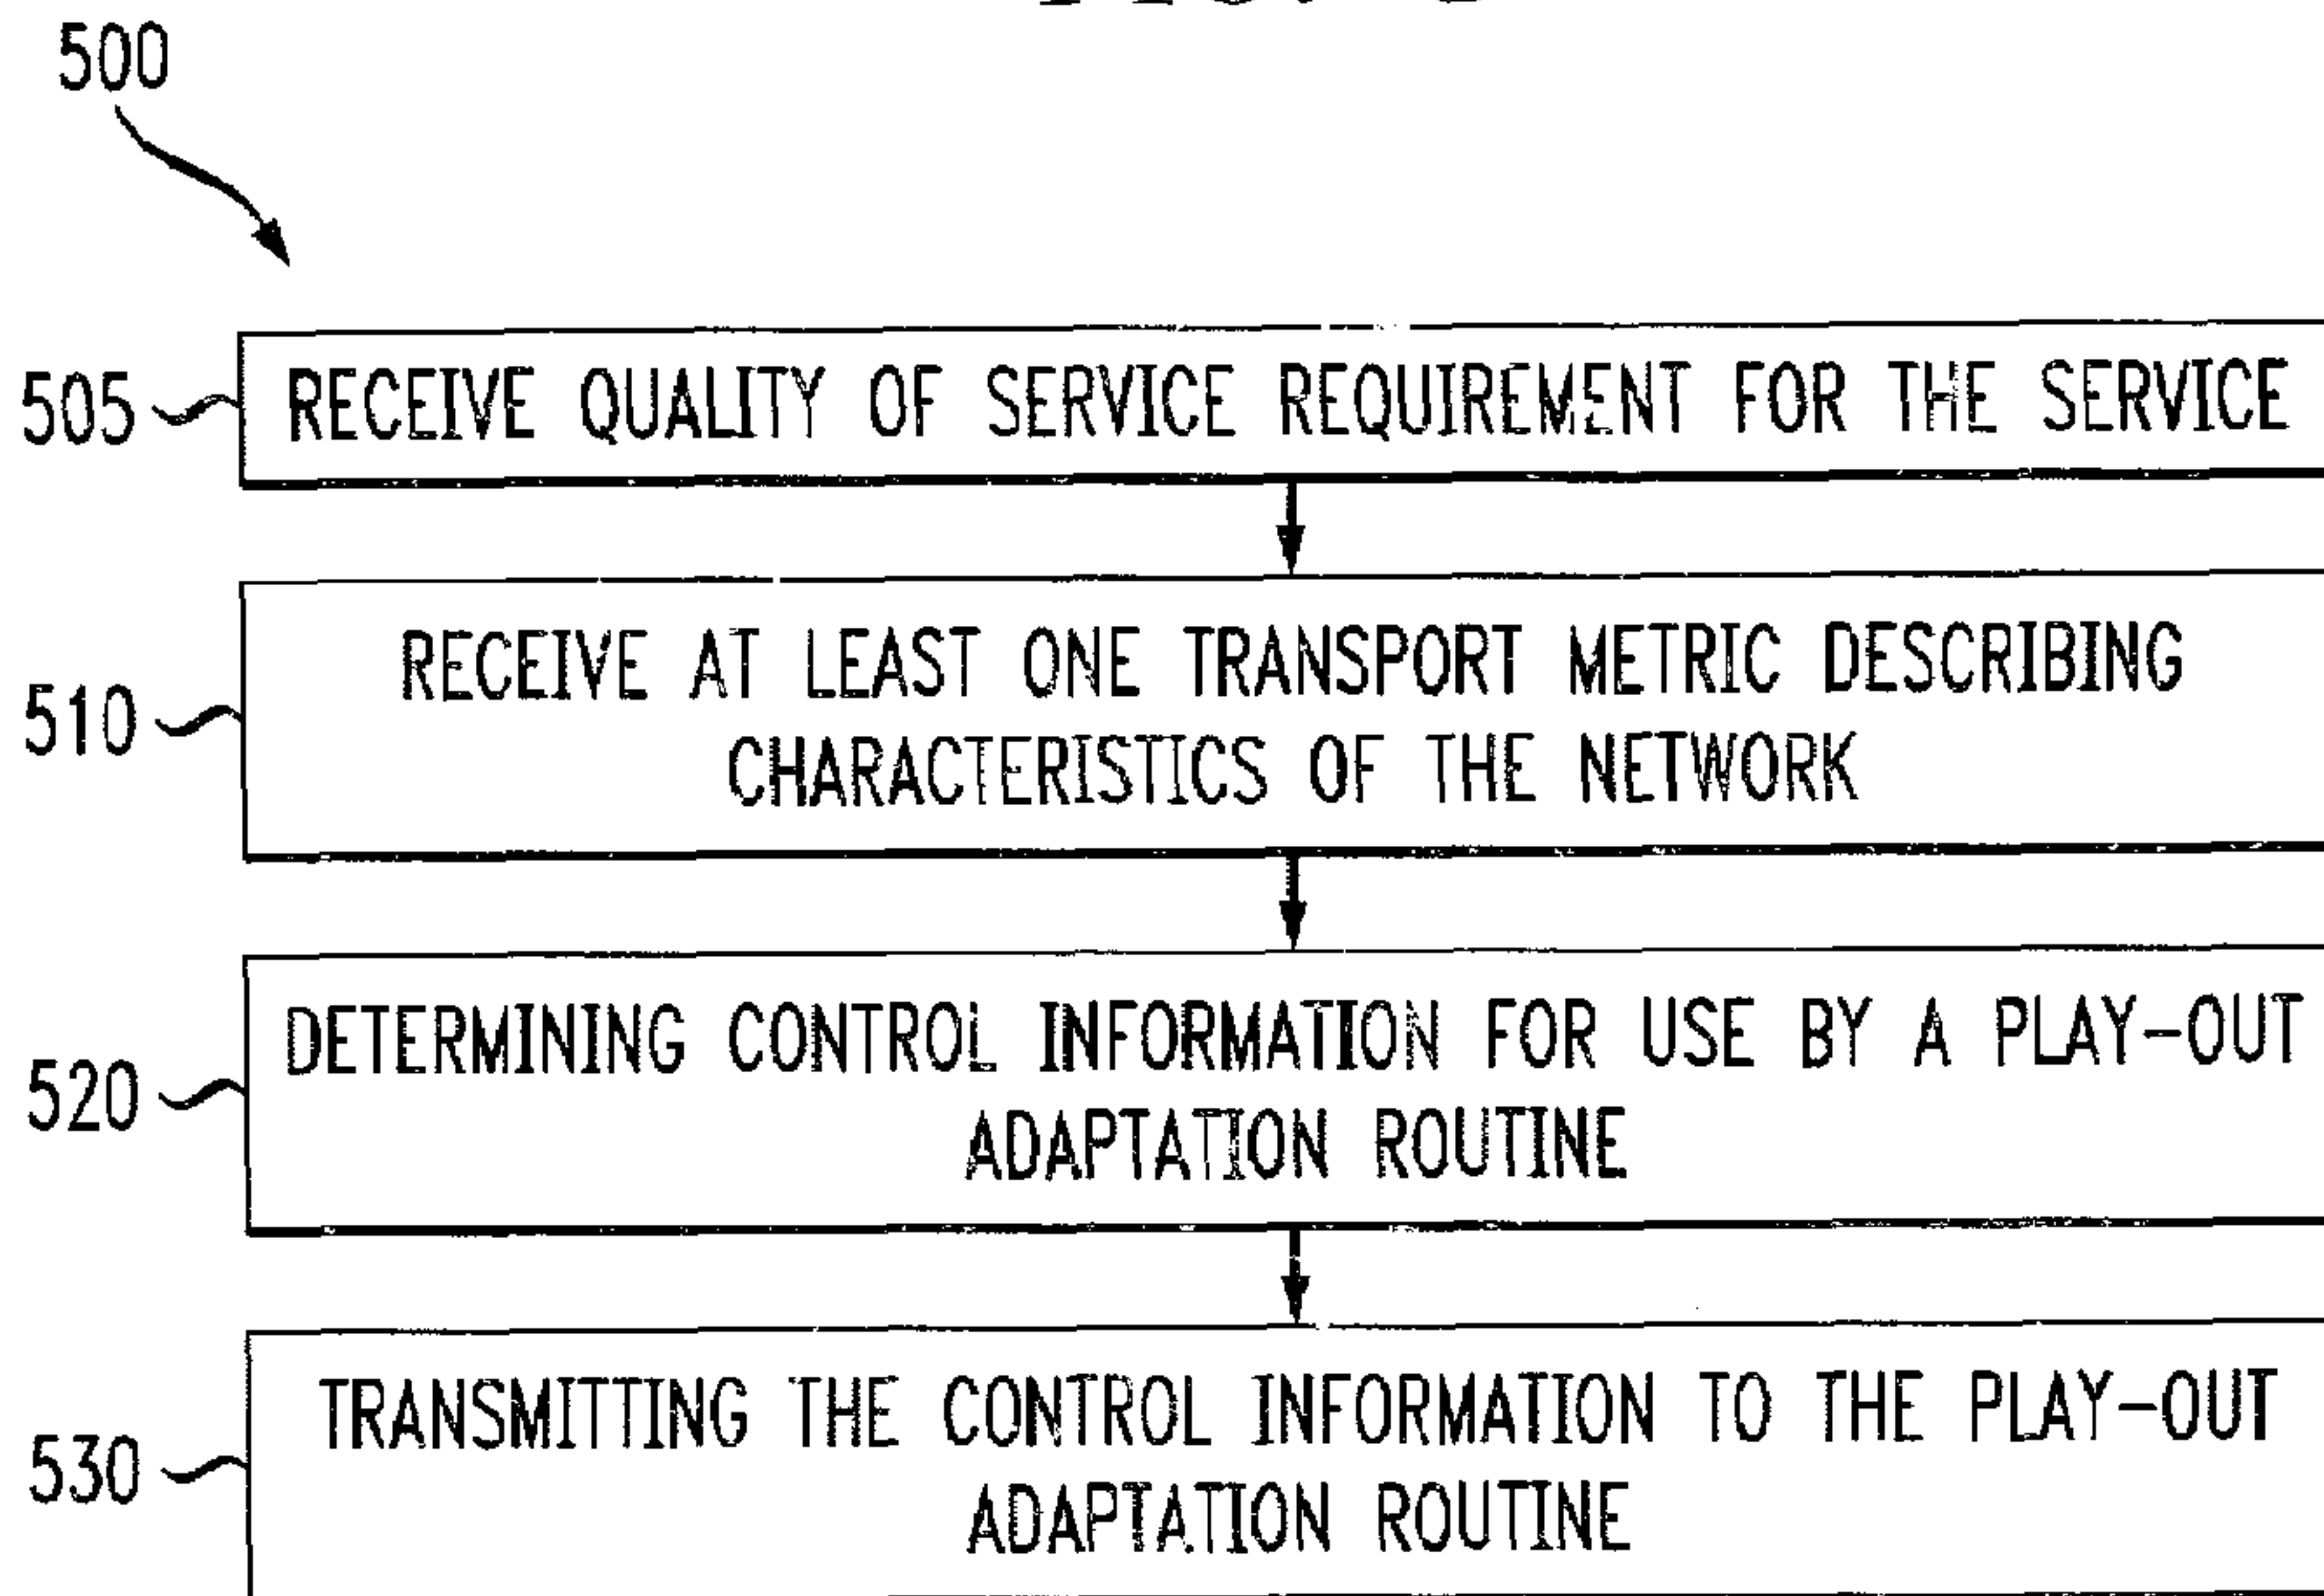 500
505
RECEIVE QUALITY OF SERVICE REQUIREMENT FOR THE SERVICE
510
RECEIVE AT LEAST ONE TRANSPORT METRIC DESCRIBING
CHARACTERISTICS OF THE NETWORK
520
DETERMINING CONTROL INFORMATION FOR USE BY A PLAY-OUT
ADAPTATION ROUTINE
530
TRANSMITTING THE CONTROL INFORMATION TO THE PLAY-OUT
ADAPTATION ROUTINE